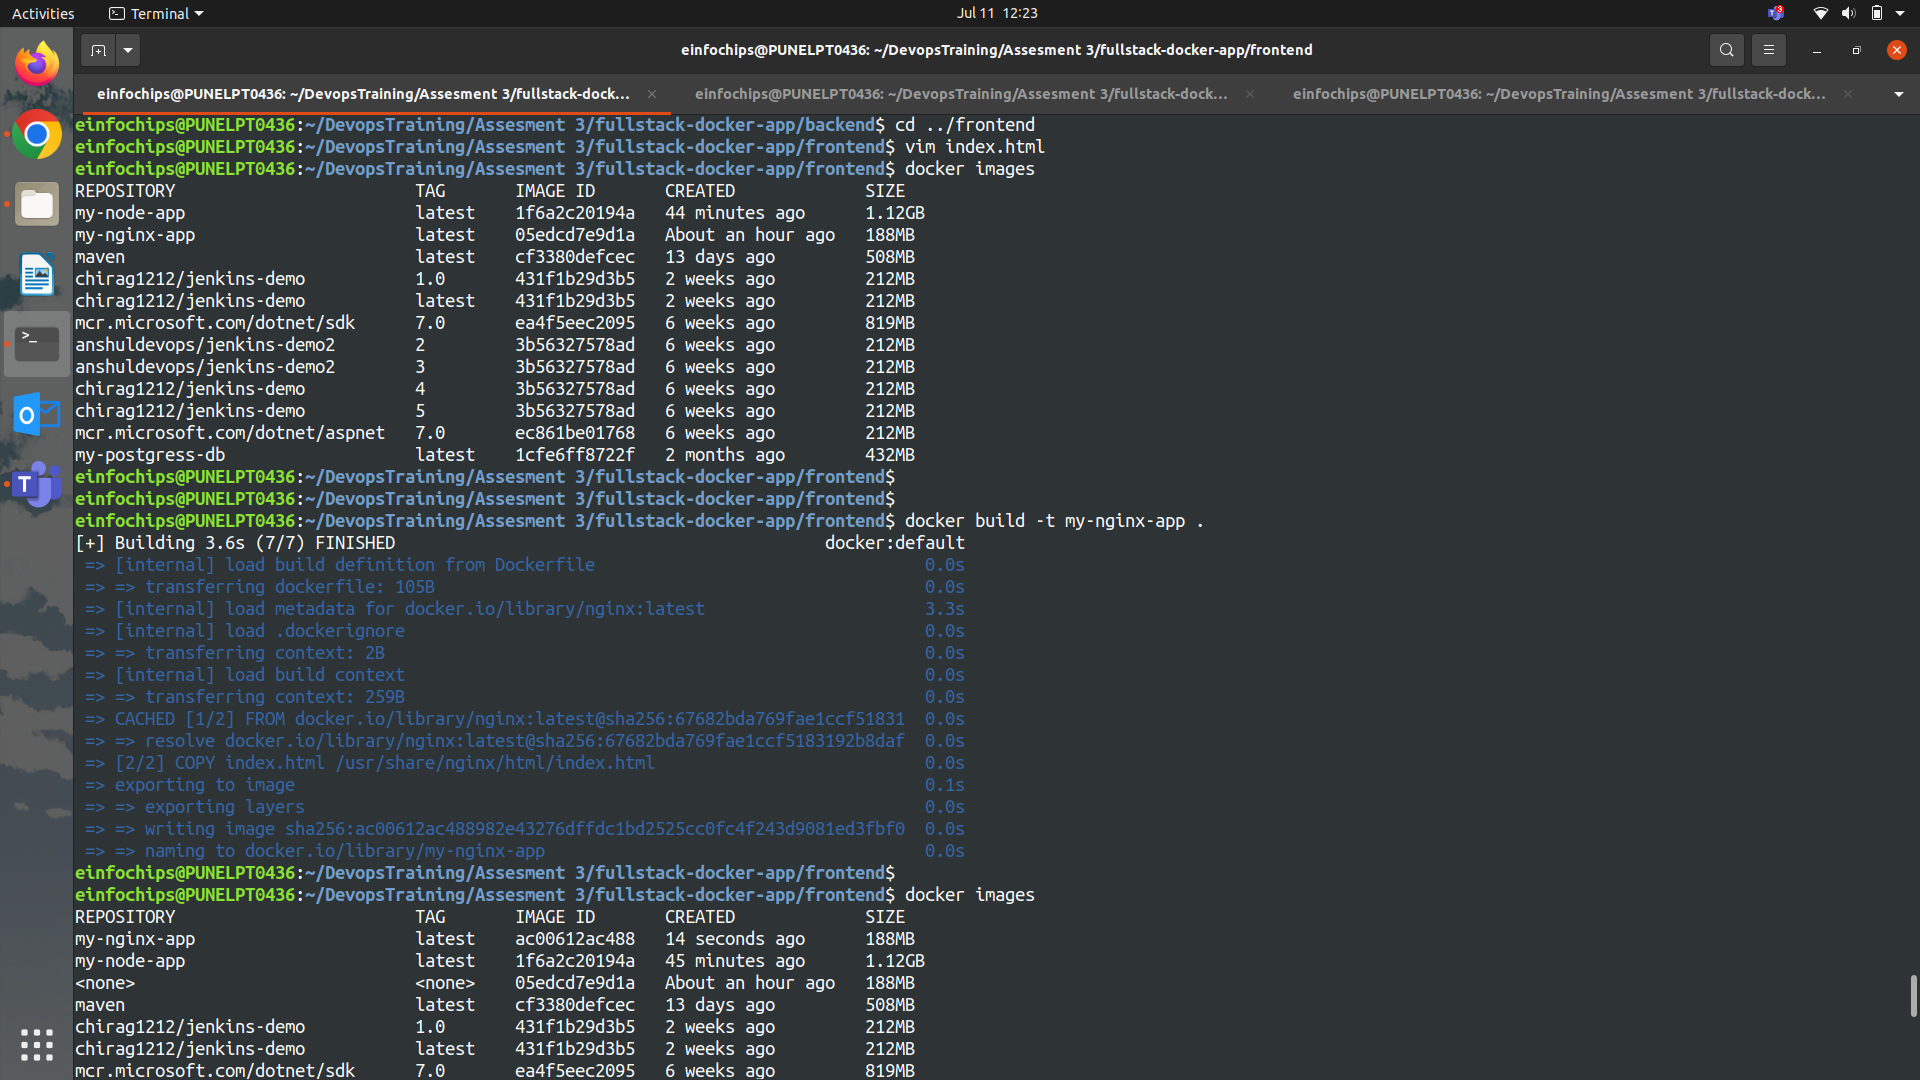 Activities
Terminal
Jul 11 12:23
3
einfochips@PUNELPT0436: ~/DevopsTraining/Assesment 3/fullstack-docker-app/frontend
einfochips@PUNELPT0436: ~/DevopsTraining/Assesment 3/fullstack-dock...
einfochips@PUNELPT0436: ~/DevopsTraining/Assesment 3/fullstack-dock...
einfochips@PUNELPT0436: ~/DevopsTraining/Assesment 3/fullstack-dock...
einfochips@PUNELPT0436:~/DevopsTraining/Assesment 3/fullstack-docker-app/backend$ cd ../frontend
einfochips@PUNELPT0436:~/DevopsTraining/Assesment 3/fullstack-docker-app/frontend$ vim index.html
einfochips@PUNELPT0436:~/DevopsTraining/Assesment 3/fullstack-docker-app/frontend$ docker images
REPOSITORY TAG IMAGE ID CREATED SIZE
my-node-app latest 1f6a2c20194a 44 minutes ago 1.12GB
my-nginx-app latest 05edcd7e9d1a About an hour ago 188MB
maven latest cf3380defcec 13 days ago 508MB
chirag1212/jenkins-demo 1.0 431f1b29d3b5 2 weeks ago 212MB
chirag1212/jenkins-demo latest 431f1b29d3b5 2 weeks ago 212MB
mcr.microsoft.com/dotnet/sdk 7.0 ea4f5eec2095 6 weeks ago 819MB
anshuldevops/jenkins-demo2 2 3b56327578ad 6 weeks ago 212MB
anshuldevops/jenkins-demo2 3 3b56327578ad 6 weeks ago 212MB
chirag1212/jenkins-demo 4 3b56327578ad 6 weeks ago 212MB
chirag1212/jenkins-demo 5 3b56327578ad 6 weeks ago 212MB
mcr.microsoft.com/dotnet/aspnet 7.0 ec861be01768 6 weeks ago 212MB
my-postgress-db latest 1cfe6ff8722f 2 months ago 432MB
einfochips@PUNELPT0436:~/DevopsTraining/Assesment 3/fullstack-docker-app/frontend$
einfochips@PUNELPT0436:~/DevopsTraining/Assesment 3/fullstack-docker-app/frontend$
einfochips@PUNELPT0436:~/DevopsTraining/Assesment 3/fullstack-docker-app/frontend$ docker build -t my-nginx-app .
[+] Building 3.6s (7/7) FINISHED docker:default
=> [internal] load build definition from Dockerfile 0.0s
=> => transferring dockerfile: 105B 0.0s
=> [internal] load metadata for docker.io/library/nginx:latest 3.3s
=> [internal] load .dockerignore 0.0s
=> => transferring context: 2B 0.0s
=> [internal] load build context 0.0s
=> => transferring context: 259B 0.0s
=> CACHED [1/2] FROM docker.io/library/nginx:latest@sha256:67682bda769fae1ccf51831 0.0s
=> => resolve docker.io/library/nginx:latest@sha256:67682bda769fae1ccf5183192b8daf 0.0s
=> [2/2] COPY index.html /usr/share/nginx/html/index.html 0.0s
=> exporting to image 0.1s
=> => exporting layers 0.0s
=> => writing image sha256:ac00612ac488982e43276dffdc1bd2525cc0fc4f243d9081ed3fbf0 0.0s
=> => naming to docker.io/library/my-nginx-app 0.0s
einfochips@PUNELPT0436:~/DevopsTraining/Assesment 3/fullstack-docker-app/frontend$
einfochips@PUNELPT0436:~/DevopsTraining/Assesment 3/fullstack-docker-app/frontend$ docker images
REPOSITORY TAG IMAGE ID CREATED SIZE
my-nginx-app latest ac00612ac488 14 seconds ago 188MB
my-node-app latest 1f6a2c20194a 45 minutes ago 1.12GB
<none> <none> 05edcd7e9d1a About an hour ago 188MB
maven latest cf3380defcec 13 days ago 508MB
chirag1212/jenkins-demo 1.0 431f1b29d3b5 2 weeks ago 212MB
chirag1212/jenkins-demo latest 431f1b29d3b5 2 weeks ago 212MB
mcr.microsoft.com/dotnet/sdk 7.0 ea4f5eec2095 6 weeks ago 819MB